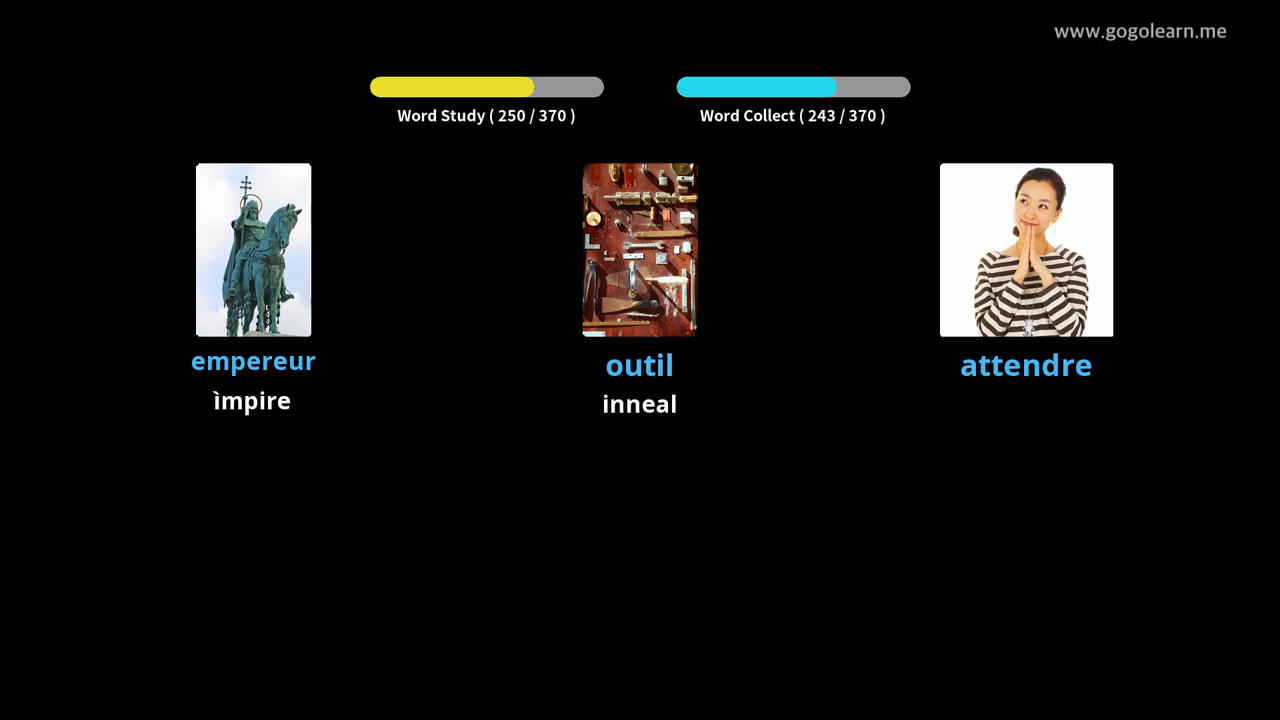 www.gogolearn.me
Word Study ( 250 / 370 )
Word Collect ( 243 / 370 )
empereur
ìmpire
outil
inneal
attendre